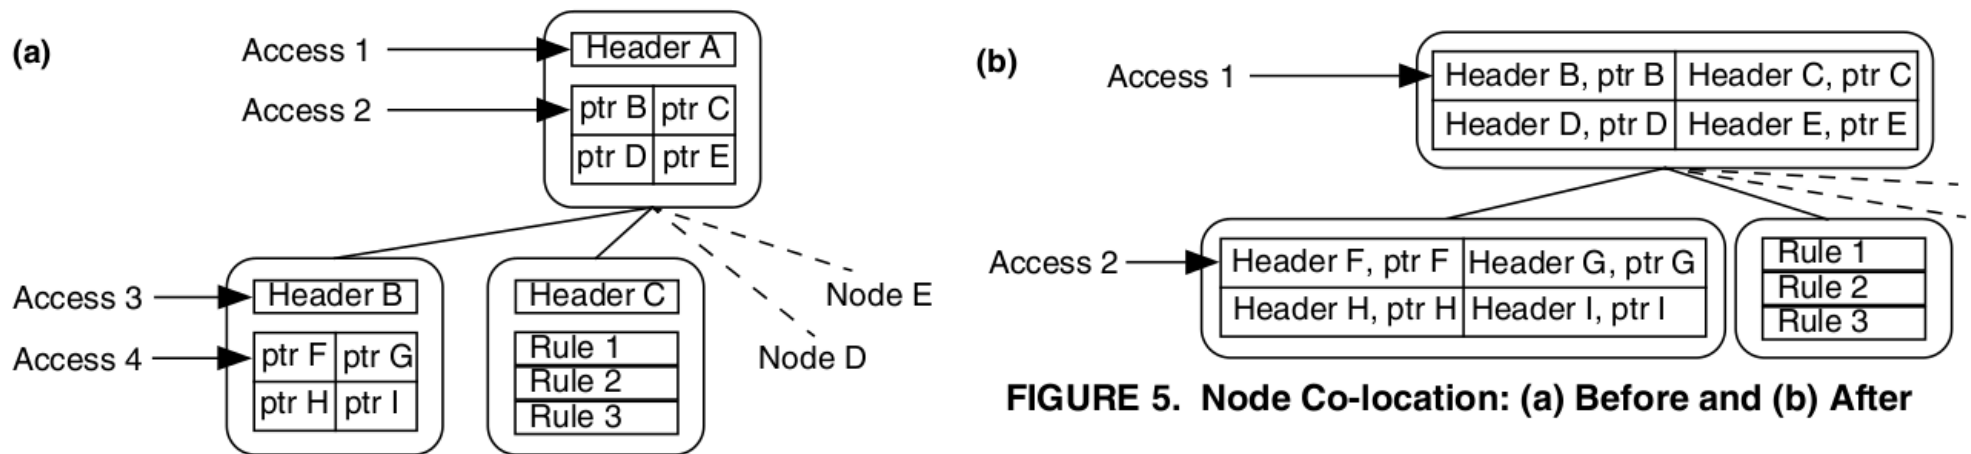 (a)
Access 1
Header A
Access 2
ptr B ptr C
ptr D ptr E
Access 3
Header B
Access 4
ptr F ptr G
ptr H ptr I
Header C
Rule 1
Rule 2
Rule 3
Node E
Node D
(b)
Access 1
Header B, ptr B Header C, ptr C
Header D, ptr D Header E, ptr E
Access 2
Header F, ptr F Header G, ptr G
Header H, ptr H Header I, ptr I
Rule 1
Rule 2
Rule 3
FIGURE 5. Node Co-location: (a) Before and (b) After